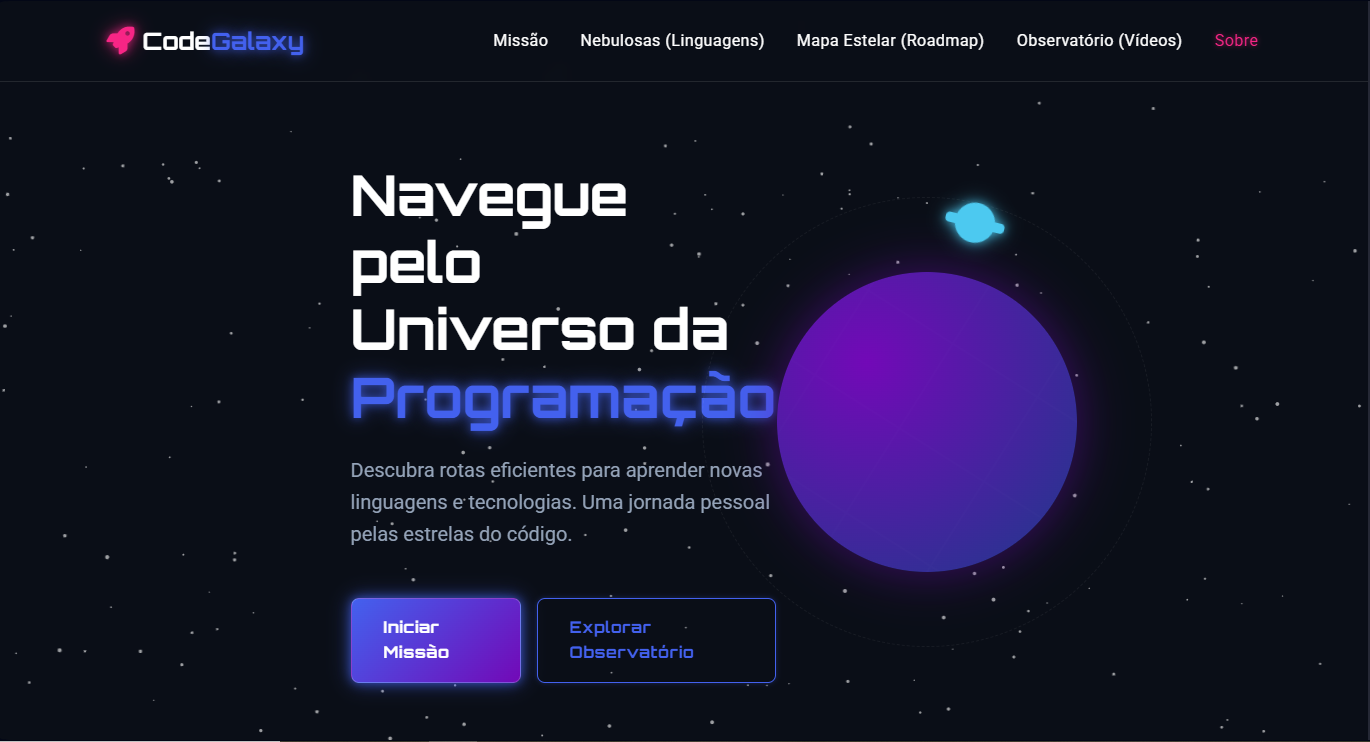 CodeGalaxy
Missão
Nebulosas (Linguagens)
Mapa Estelar (Roadmap)
Observatório (Vídeos)
Sobre
Navegue
pelo
Universo da
Programação
Descubra rotas eficientes para aprender novas
linguagens e tecnologias. Uma jornada pessoal
pelas estrelas do código.
Iniciar
Missão
Explorar
Observatório